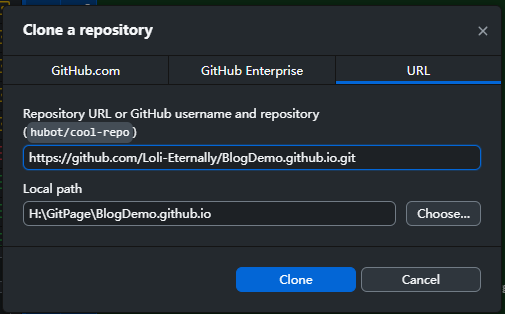 Clone a repository
GitHub.com
GitHub Enterprise
URL
Repository URL or GitHub username and repository
(hubot/cool-repo)
https://github.com/Loli-Eternally/BlogDemo.github.io.git
Local path
H:\GitPage\BlogDemo.github.io
Choose...
Clone
Cancel